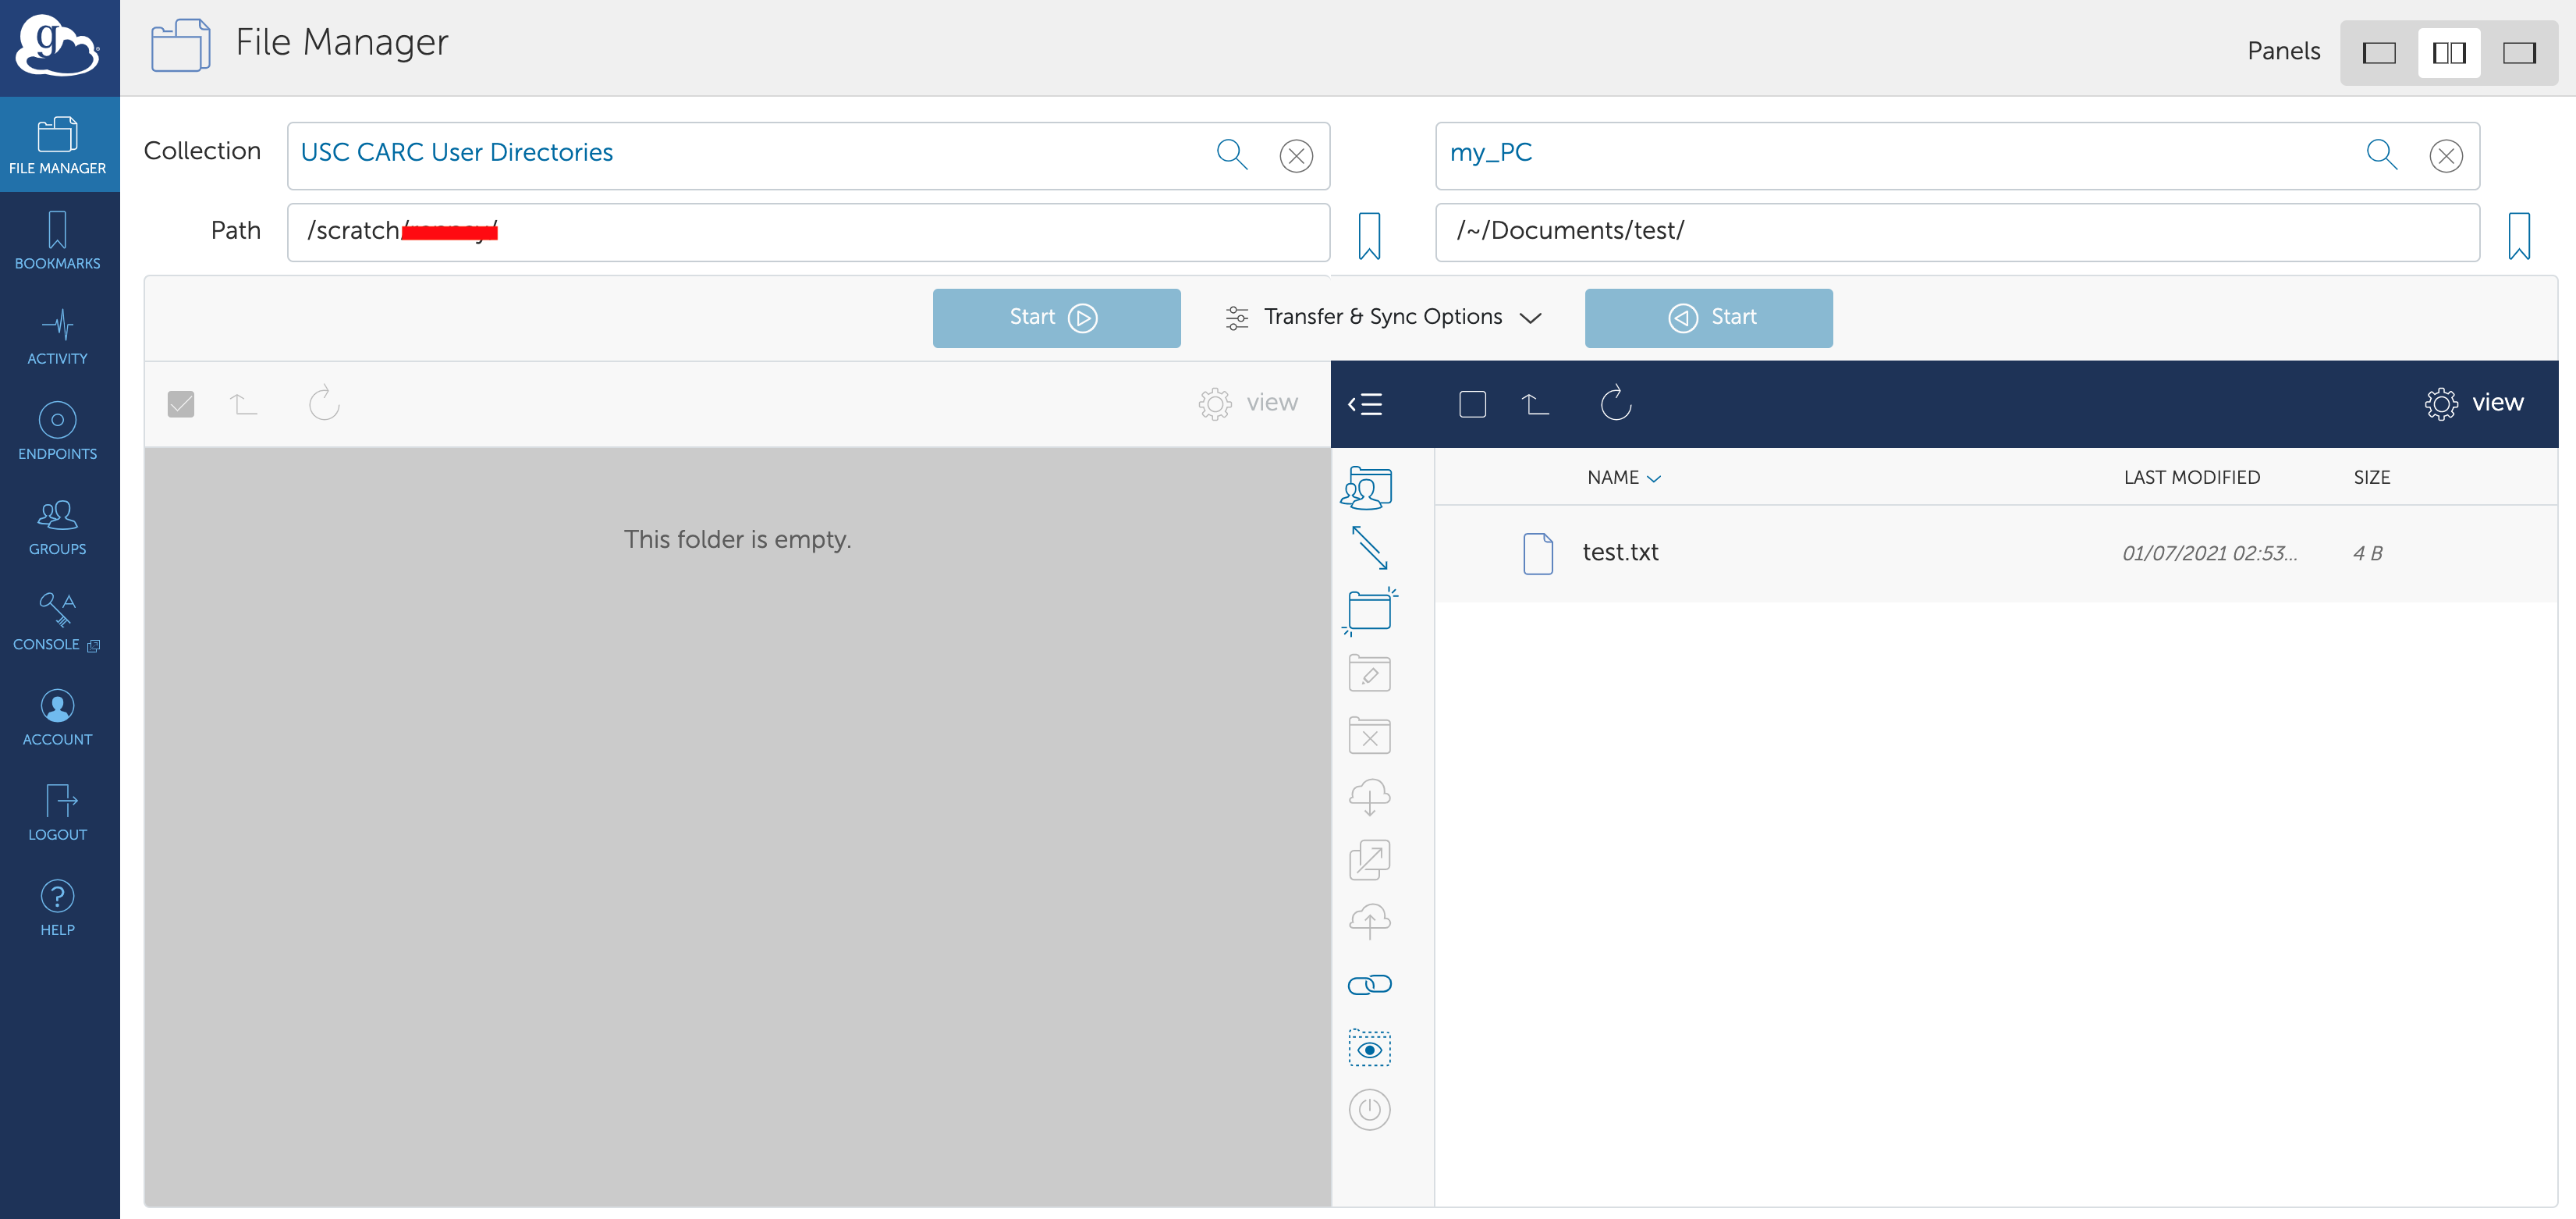 g
File Manager
Panels
FILE MANAGER
BOOKMARKS
ACTIVITY
ENDPOINTS
GROUPS
CONSOLE
ACCOUNT
LOGOUT
HELP
Collection
USC CARC User Directories
my_PC
Path
/scratch/
/~/Documents/test/
Start
Transfer & Sync Options
Start
view
view
This folder is empty.
NAME
LAST MODIFIED
SIZE
test.txt
01/07/2021 02:53...
4 B